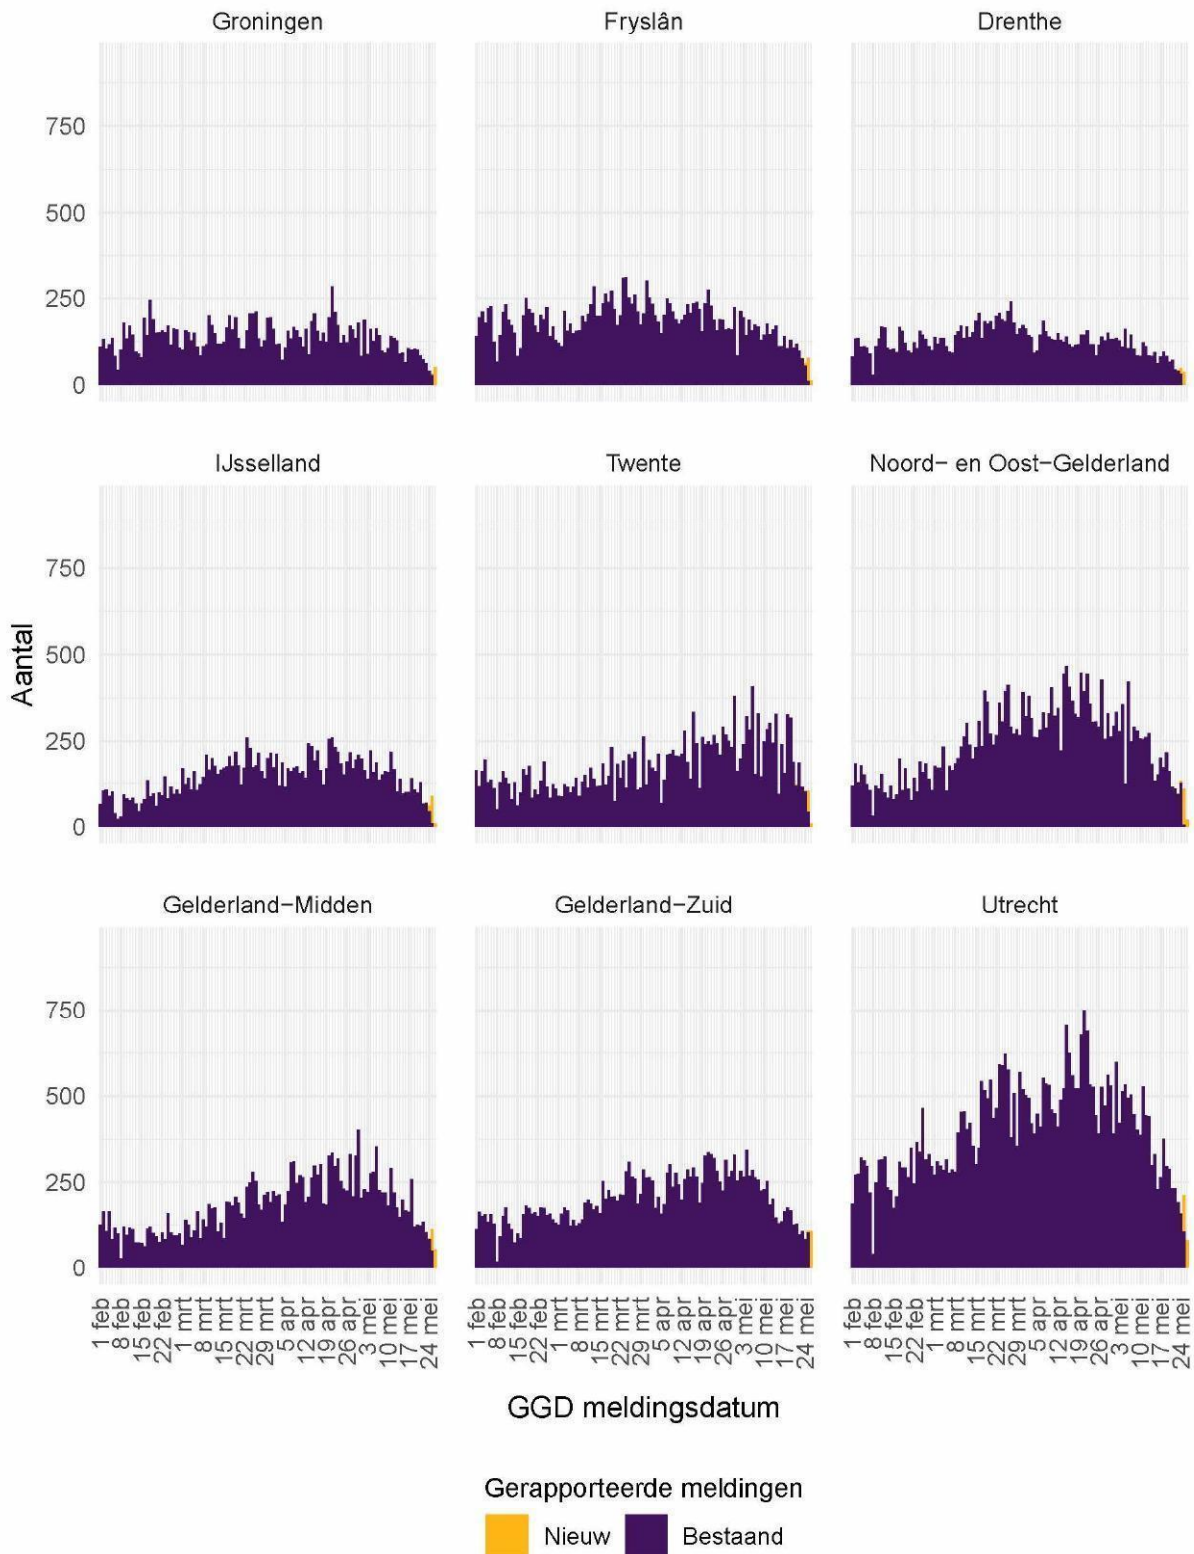 Groningen
Fryslân
Drenthe
750
500
250
0
IJsselland
Twente
Noord- en Oost-Gelderland
Aantal
750
500
250
0
Gelderland-Midden
Gelderland-Zuid
Utrecht
750
500
250
0
1 feb
8 feb
15 feb
22 feb
1 mrt
8 mrt
15 mrt
22 mrt
29 mrt
5 apr
12 apr
19 apr
26 apr
3 mei
10 mei
17 mei
24 mei
1 feb
8 feb
15 feb
22 feb
1 mrt
8 mrt
15 mrt
22 mrt
29 mrt
5 apr
12 apr
19 apr
26 apr
3 mei
10 mei
17 mei
24 mei
1 feb
8 feb
15 feb
22 feb
1 mrt
8 mrt
15 mrt
22 mrt
29 mrt
5 apr
12 apr
19 apr
26 apr
3 mei
10 mei
17 mei
24 mei
GGD meldingsdatum
Gerapporteerde meldingen
Nieuw
Bestaand